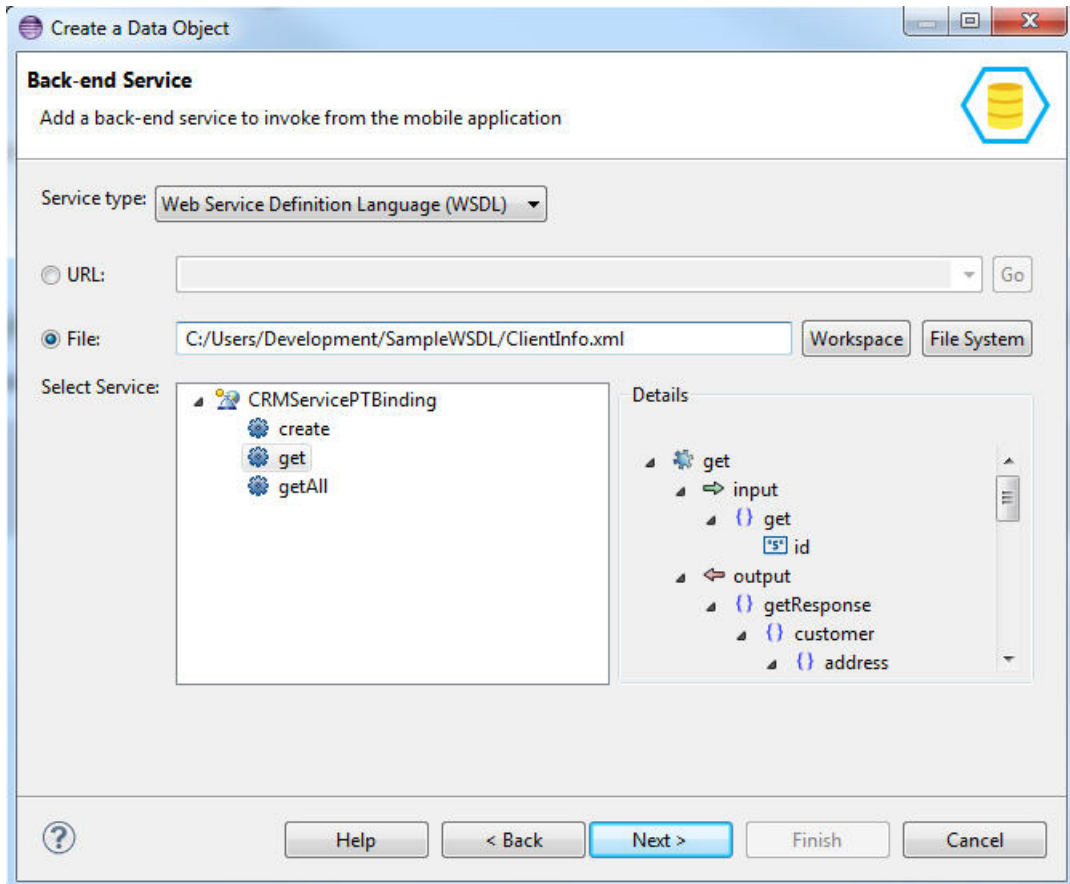 Create a Data Object
Back-end Service
Add a back-end service to invoke from the mobile application
Service type: Web Service Definition Language (WSDL)
URL: Go
File: C:/Users/Development/SampleWSDL/ClientInfo.xml Workspace File System
Select Service:
CRMServicePTBinding
create
get
getAll
Details
get
input
{} get
"S" id
output
{} getResponse
{} customer
{} address
? Help < Back Next > Finish Cancel